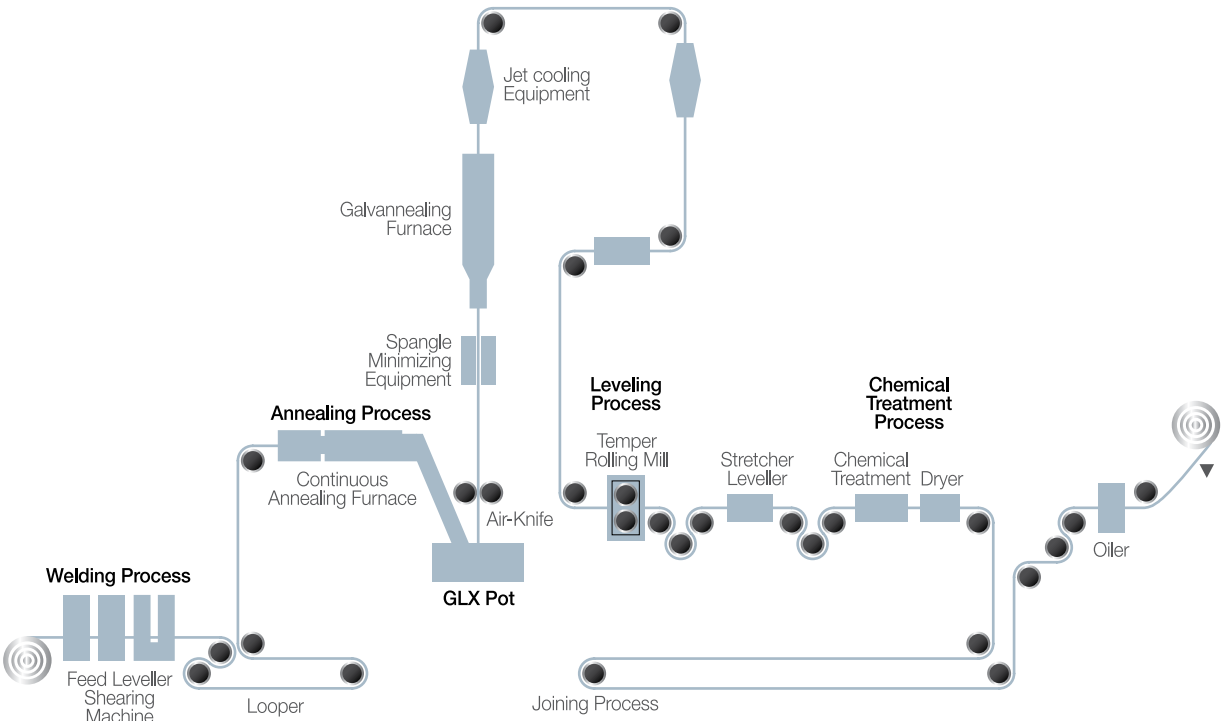 Jet cooling
Equipment
Galvannealing
Furnace
Spangle
Minimizing
Equipment
Annealing Process
Continuous
Annealing Furnace
Air-Knife
GLX Pot
Welding Process
Feed Leveller
Shearing
Machine
Looper
Leveling
Process
Temper
Rolling Mill
Stretcher
Leveller
Chemical
Treatment
Process
Chemical
Treatment
Dryer
Oiler
Joining Process